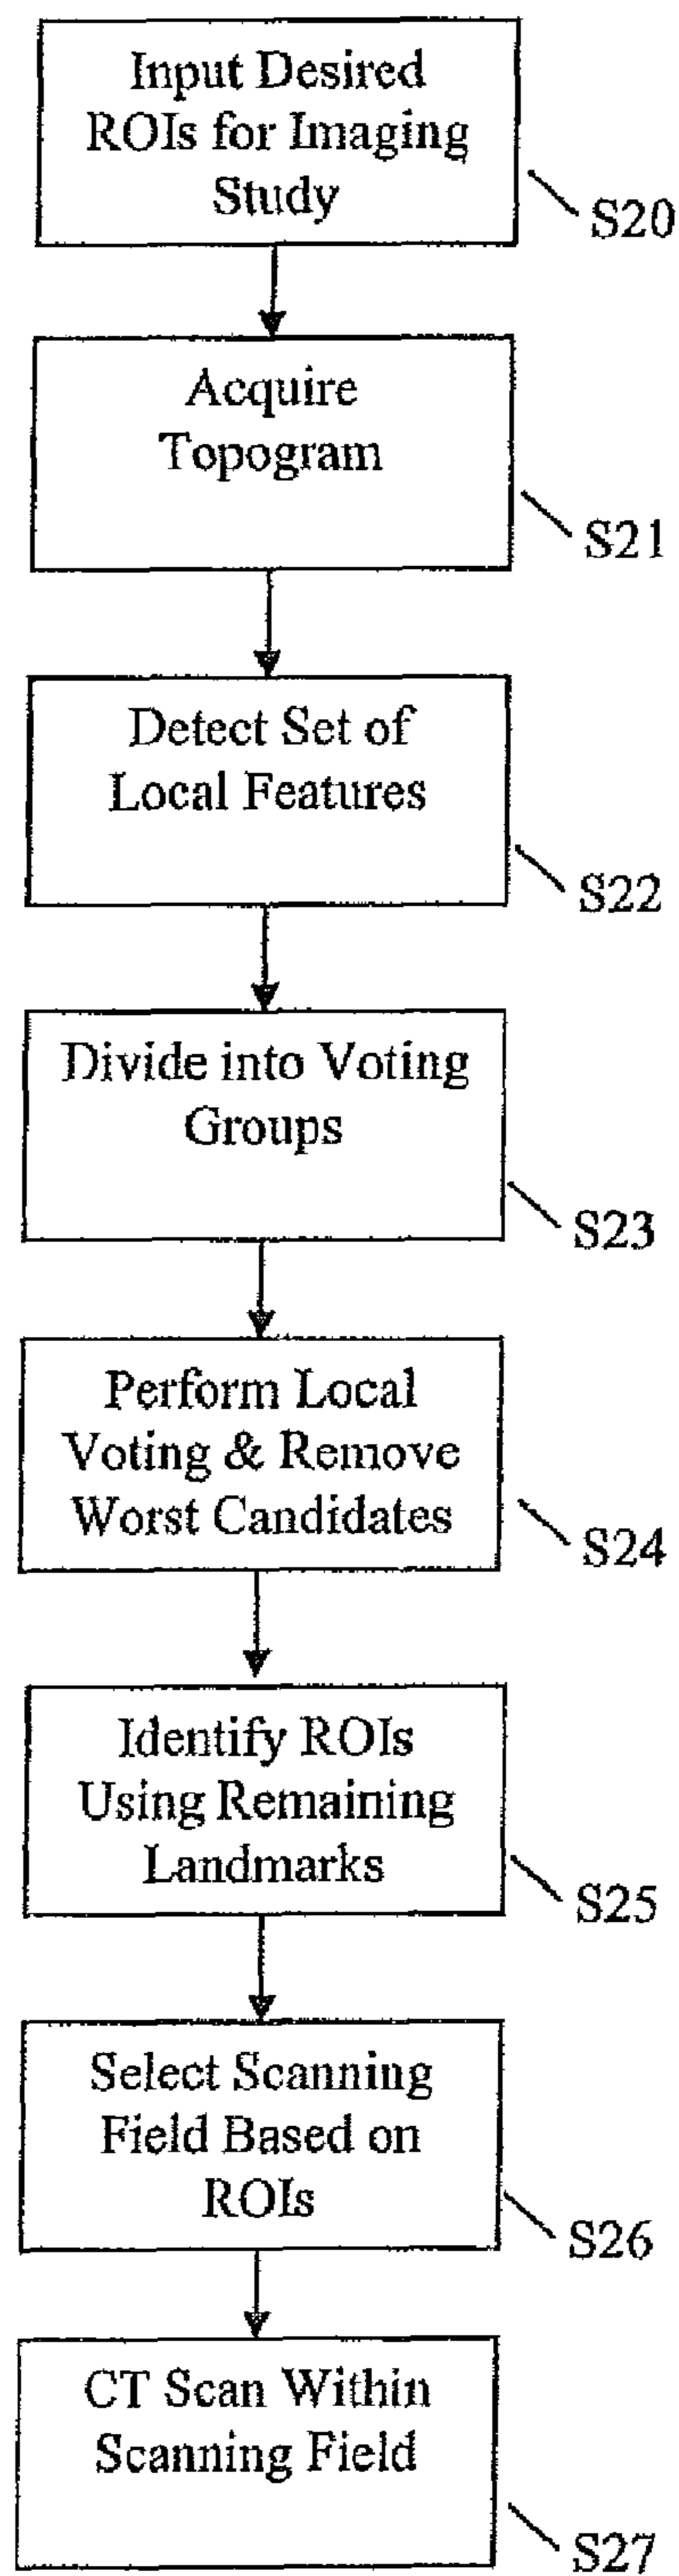 Input Desired
ROIs for Imaging
Study
S20
Acquire
Topogram
S21
Detect Set of
Local Features
S22
Divide into Voting
Groups
S23
Perform Local
Voting & Remove
Worst Candidates
S24
Identify ROIs
Using Remaining
Landmarks
S25
Select Scanning
Field Based on
ROIs
S26
CT Scan Within
Scanning Field
S27